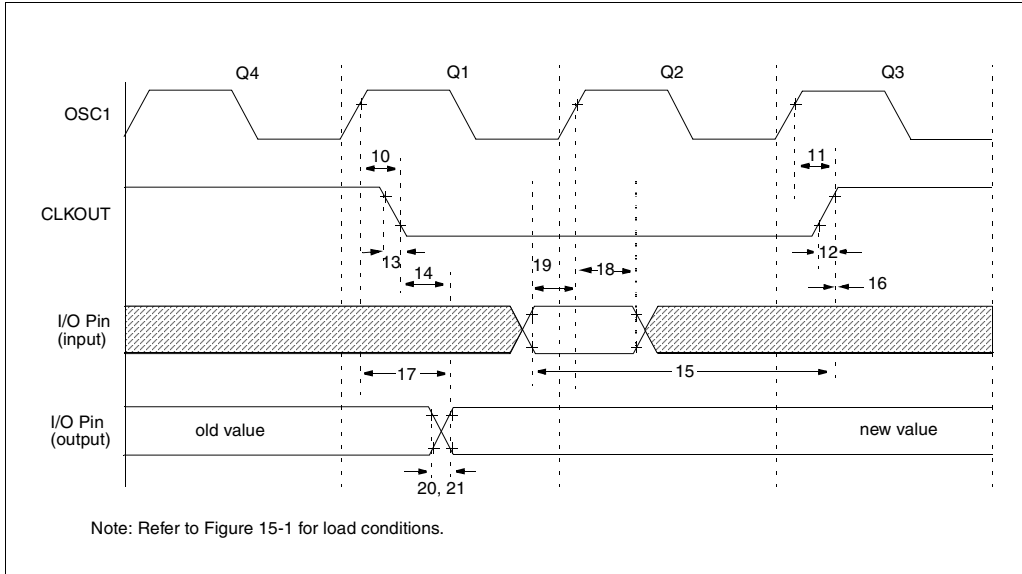 Q4 Q1 Q2 Q3
OSC1
10 11
CLKOUT
13 12
14 19 18 16
I/O Pin
(input)
17 15
I/O Pin
(output)
old value new value
20, 21
Note: Refer to Figure 15-1 for load conditions.